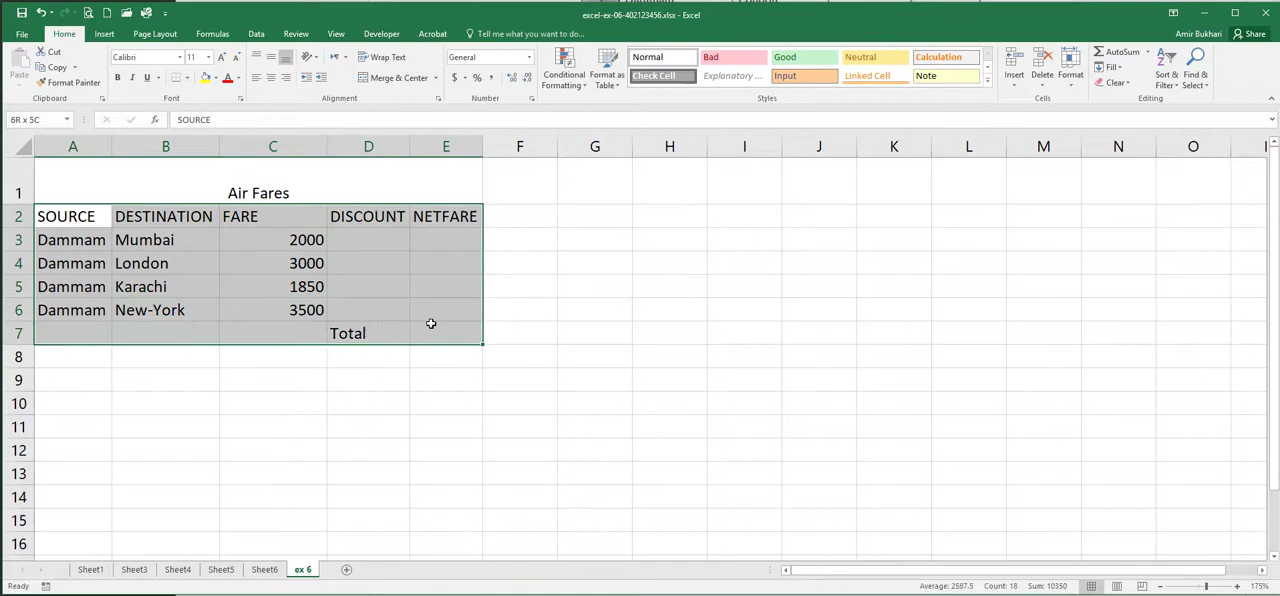 excel-ex-06-402123456.xlsx - Excel
File Home Insert Page Layout Formulas Data Review View Developer Acrobat Tell me what you want to do... Amir Bukhari Share
Paste Cut Copy Format Painter Clipboard
Calibri 11 A A B I U A Font
Wrap Text Merge & Center Alignment
General $ % , Number
Conditional Formatting Format as Table
Normal Bad Good Neutral Calculation
Check Cell Explanatory ... Input Linked Cell Note
Styles
Insert Delete Format Cells
AutoSum Fill Clear Sort & Filter Find & Select Editing
6R x 5C fx SOURCE
A B C D E F G H I J K L M N O
1 Air Fares
2 SOURCE DESTINATION FARE DISCOUNT NETFARE
3 Dammam Mumbai 2000
4 Dammam London 3000
5 Dammam Karachi 1850
6 Dammam New-York 3500
7 Total
8
9
10
11
12
13
14
15
16
Sheet1 Sheet3 Sheet4 Sheet5 Sheet6 ex 6
Ready Average: 2587.5 Count: 18 Sum: 10350 175%